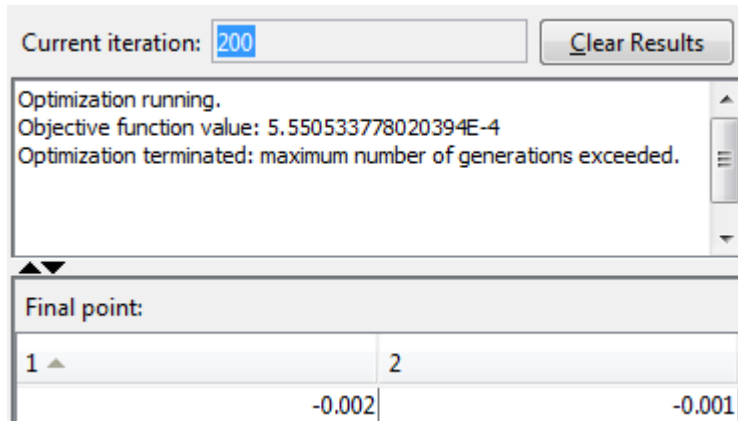 Current iteration: 200 Clear Results
Optimization running.
Objective function value: 5.550533778020394E-4
Optimization terminated: maximum number of generations exceeded.
Final point:
1 2
-0.002 -0.001